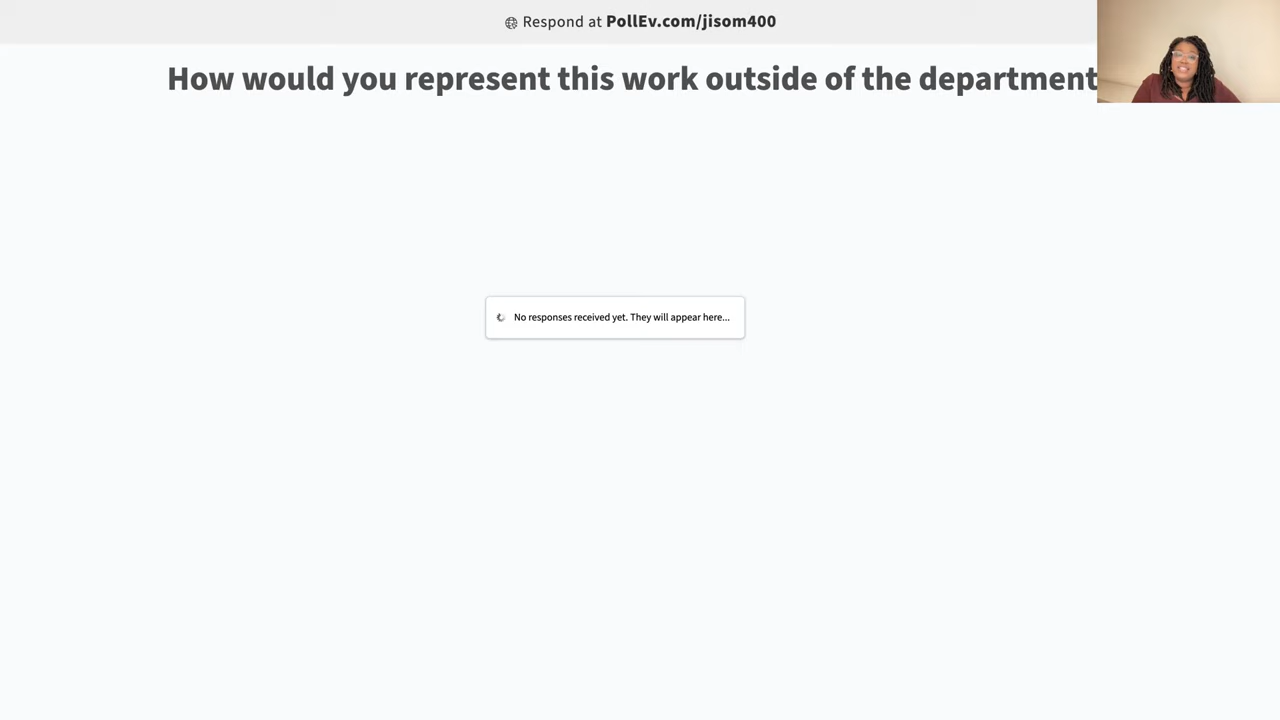 Respond at PollEv.com/jisom400
How would you represent this work outside of the department
No responses received yet. They will appear here...